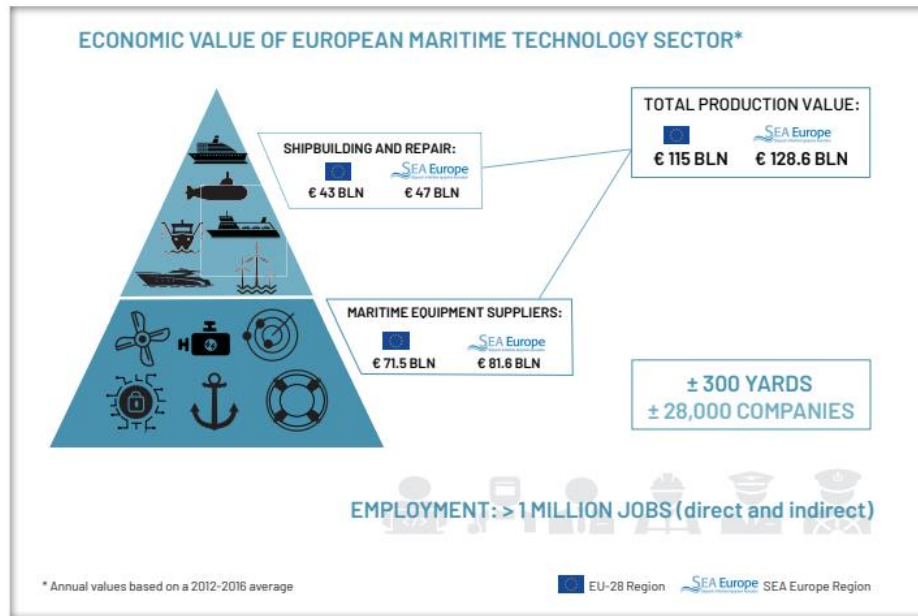 ECONOMIC VALUE OF EUROPEAN MARITIME TECHNOLOGY SECTOR*
SHIPBUILDING AND REPAIR:
SEA Europe
€ 43 BLN € 47 BLN
TOTAL PRODUCTION VALUE:
SEA Europe
€ 115 BLN € 128.6 BLN
MARITIME EQUIPMENT SUPPLIERS:
SEA Europe
€ 71.5 BLN € 81.6 BLN
± 300 YARDS
± 28,000 COMPANIES
EMPLOYMENT: > 1 MILLION JOBS (direct and indirect)
* Annual values based on a 2012-2016 average
EU-28 Region SEA Europe SEA Europe Region